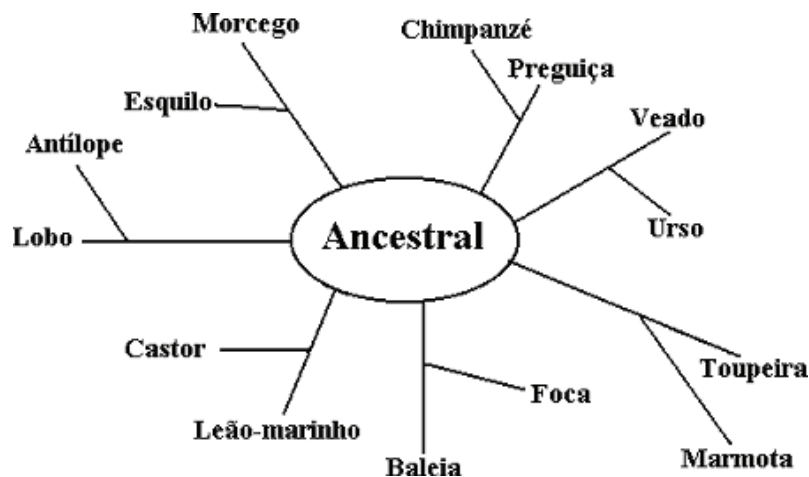 Morcego
Chimpanzé
Preguiça
Esquilo
Veado
Antílope
Lobo
Ancestral
Urso
Castor
Toupeira
Foca
Leão-marinho
Marmota
Baleia